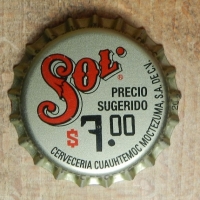 SOL®
PRECIO
SUGERIDO
$7.00
CERVECERIA CUAUHTEMOC MOCTEZUMA, S.A. DE C.V.